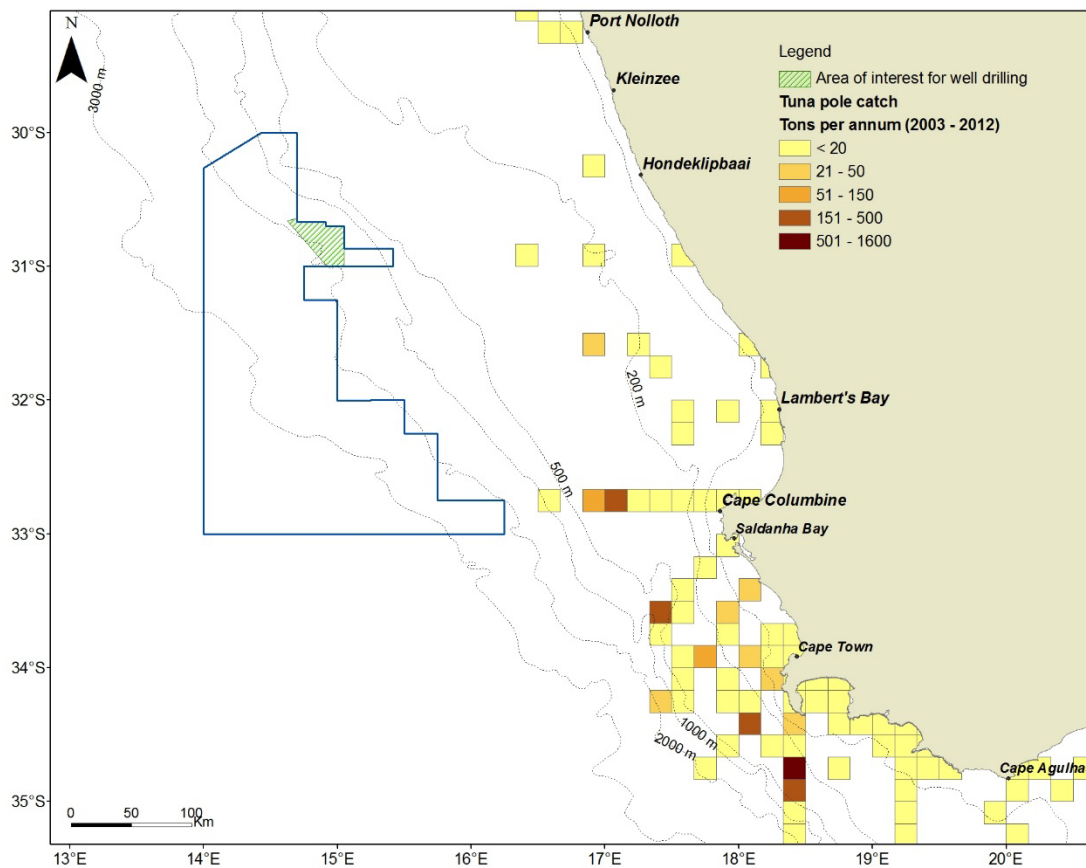 N
3000 m
Port Nolloth
Kleinzee
Hondeklipbaai
Legend
Area of interest for well drilling
Tuna pole catch
Tons per annum (2003 - 2012)
< 20
21 - 50
51 - 150
151 - 500
501 - 1600
30°S
31°S
32°S
33°S
34°S
35°S
200 m
500 m
Lambert's Bay
Cape Columbine
Saldanha Bay
Cape Town
1000 m
2000 m
Cape Agulha
0 50 100
Km
13°E 14°E 15°E 16°E 17°E 18°E 19°E 20°E